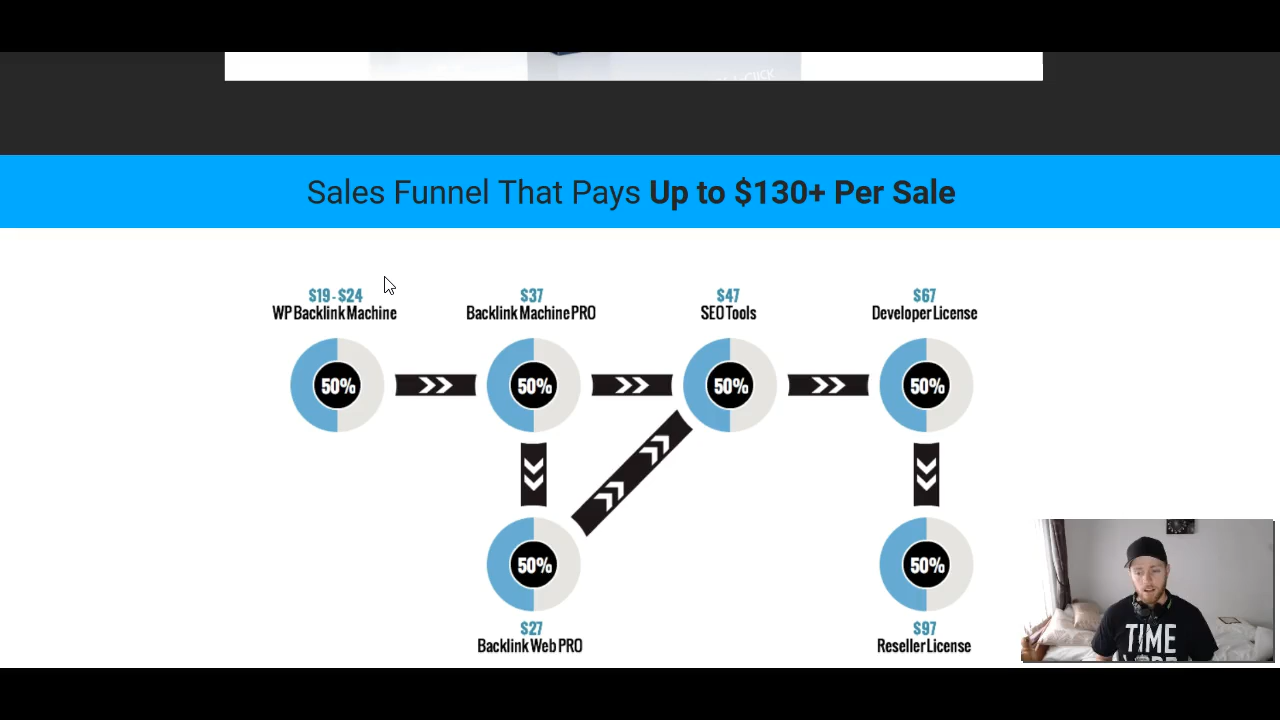 Sales Funnel That Pays Up to $130+ Per Sale
$19 - $24
WP Backlink Machine
$37
Backlink Machine PRO
$47
SEO Tools
$67
Developer License
50%
50%
50%
50%
50%
50%
$27
Backlink Web PRO
$97
Reseller License
TIME